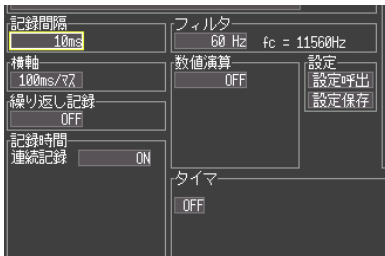 記録間隔
10ms
横軸
100ms/マス
繰り返し記録
OFF
記録時間
連続記録 ON
フィルタ
60 Hz fc = 11560Hz
数値演算
OFF
設定
設定呼出
設定保存
タイマ
OFF